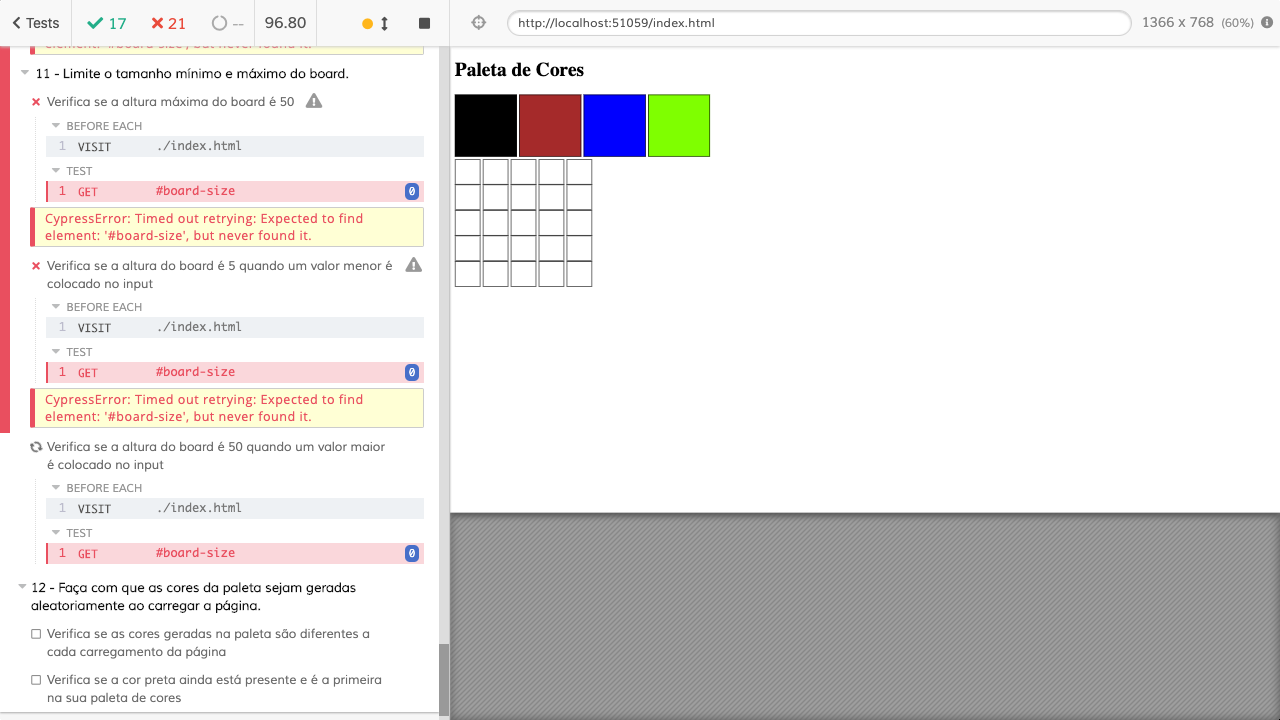 Tests
17
21
--
96.80
http://localhost:51059/index.html
1366 x 768 (60%)
element: '#board-size', but never found it.
11 - Limite o tamanho mínimo e máximo do board.
Verifica se a altura máxima do board é 50
BEFORE EACH
1 VISIT ./index.html
TEST
1 GET #board-size 0
CypressError: Timed out retrying: Expected to find
element: '#board-size', but never found it.
Verifica se a altura do board é 5 quando um valor menor é
colocado no input
BEFORE EACH
1 VISIT ./index.html
TEST
1 GET #board-size 0
CypressError: Timed out retrying: Expected to find
element: '#board-size', but never found it.
Verifica se a altura do board é 50 quando um valor maior
é colocado no input
BEFORE EACH
1 VISIT ./index.html
TEST
1 GET #board-size 0
12 - Faça com que as cores da paleta sejam geradas
aleatoriamente ao carregar a página.
Verifica se as cores geradas na paleta são diferentes a
cada carregamento da página
Verifica se a cor preta ainda está presente e é a primeira
na sua paleta de cores
Paleta de Cores